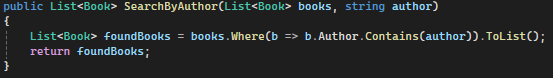 public List<Book> SearchByAuthor(List<Book> books, string author)
{
    List<Book> foundBooks = books.Where(b => b.Author.Contains(author)).ToList();
    return foundBooks;
}